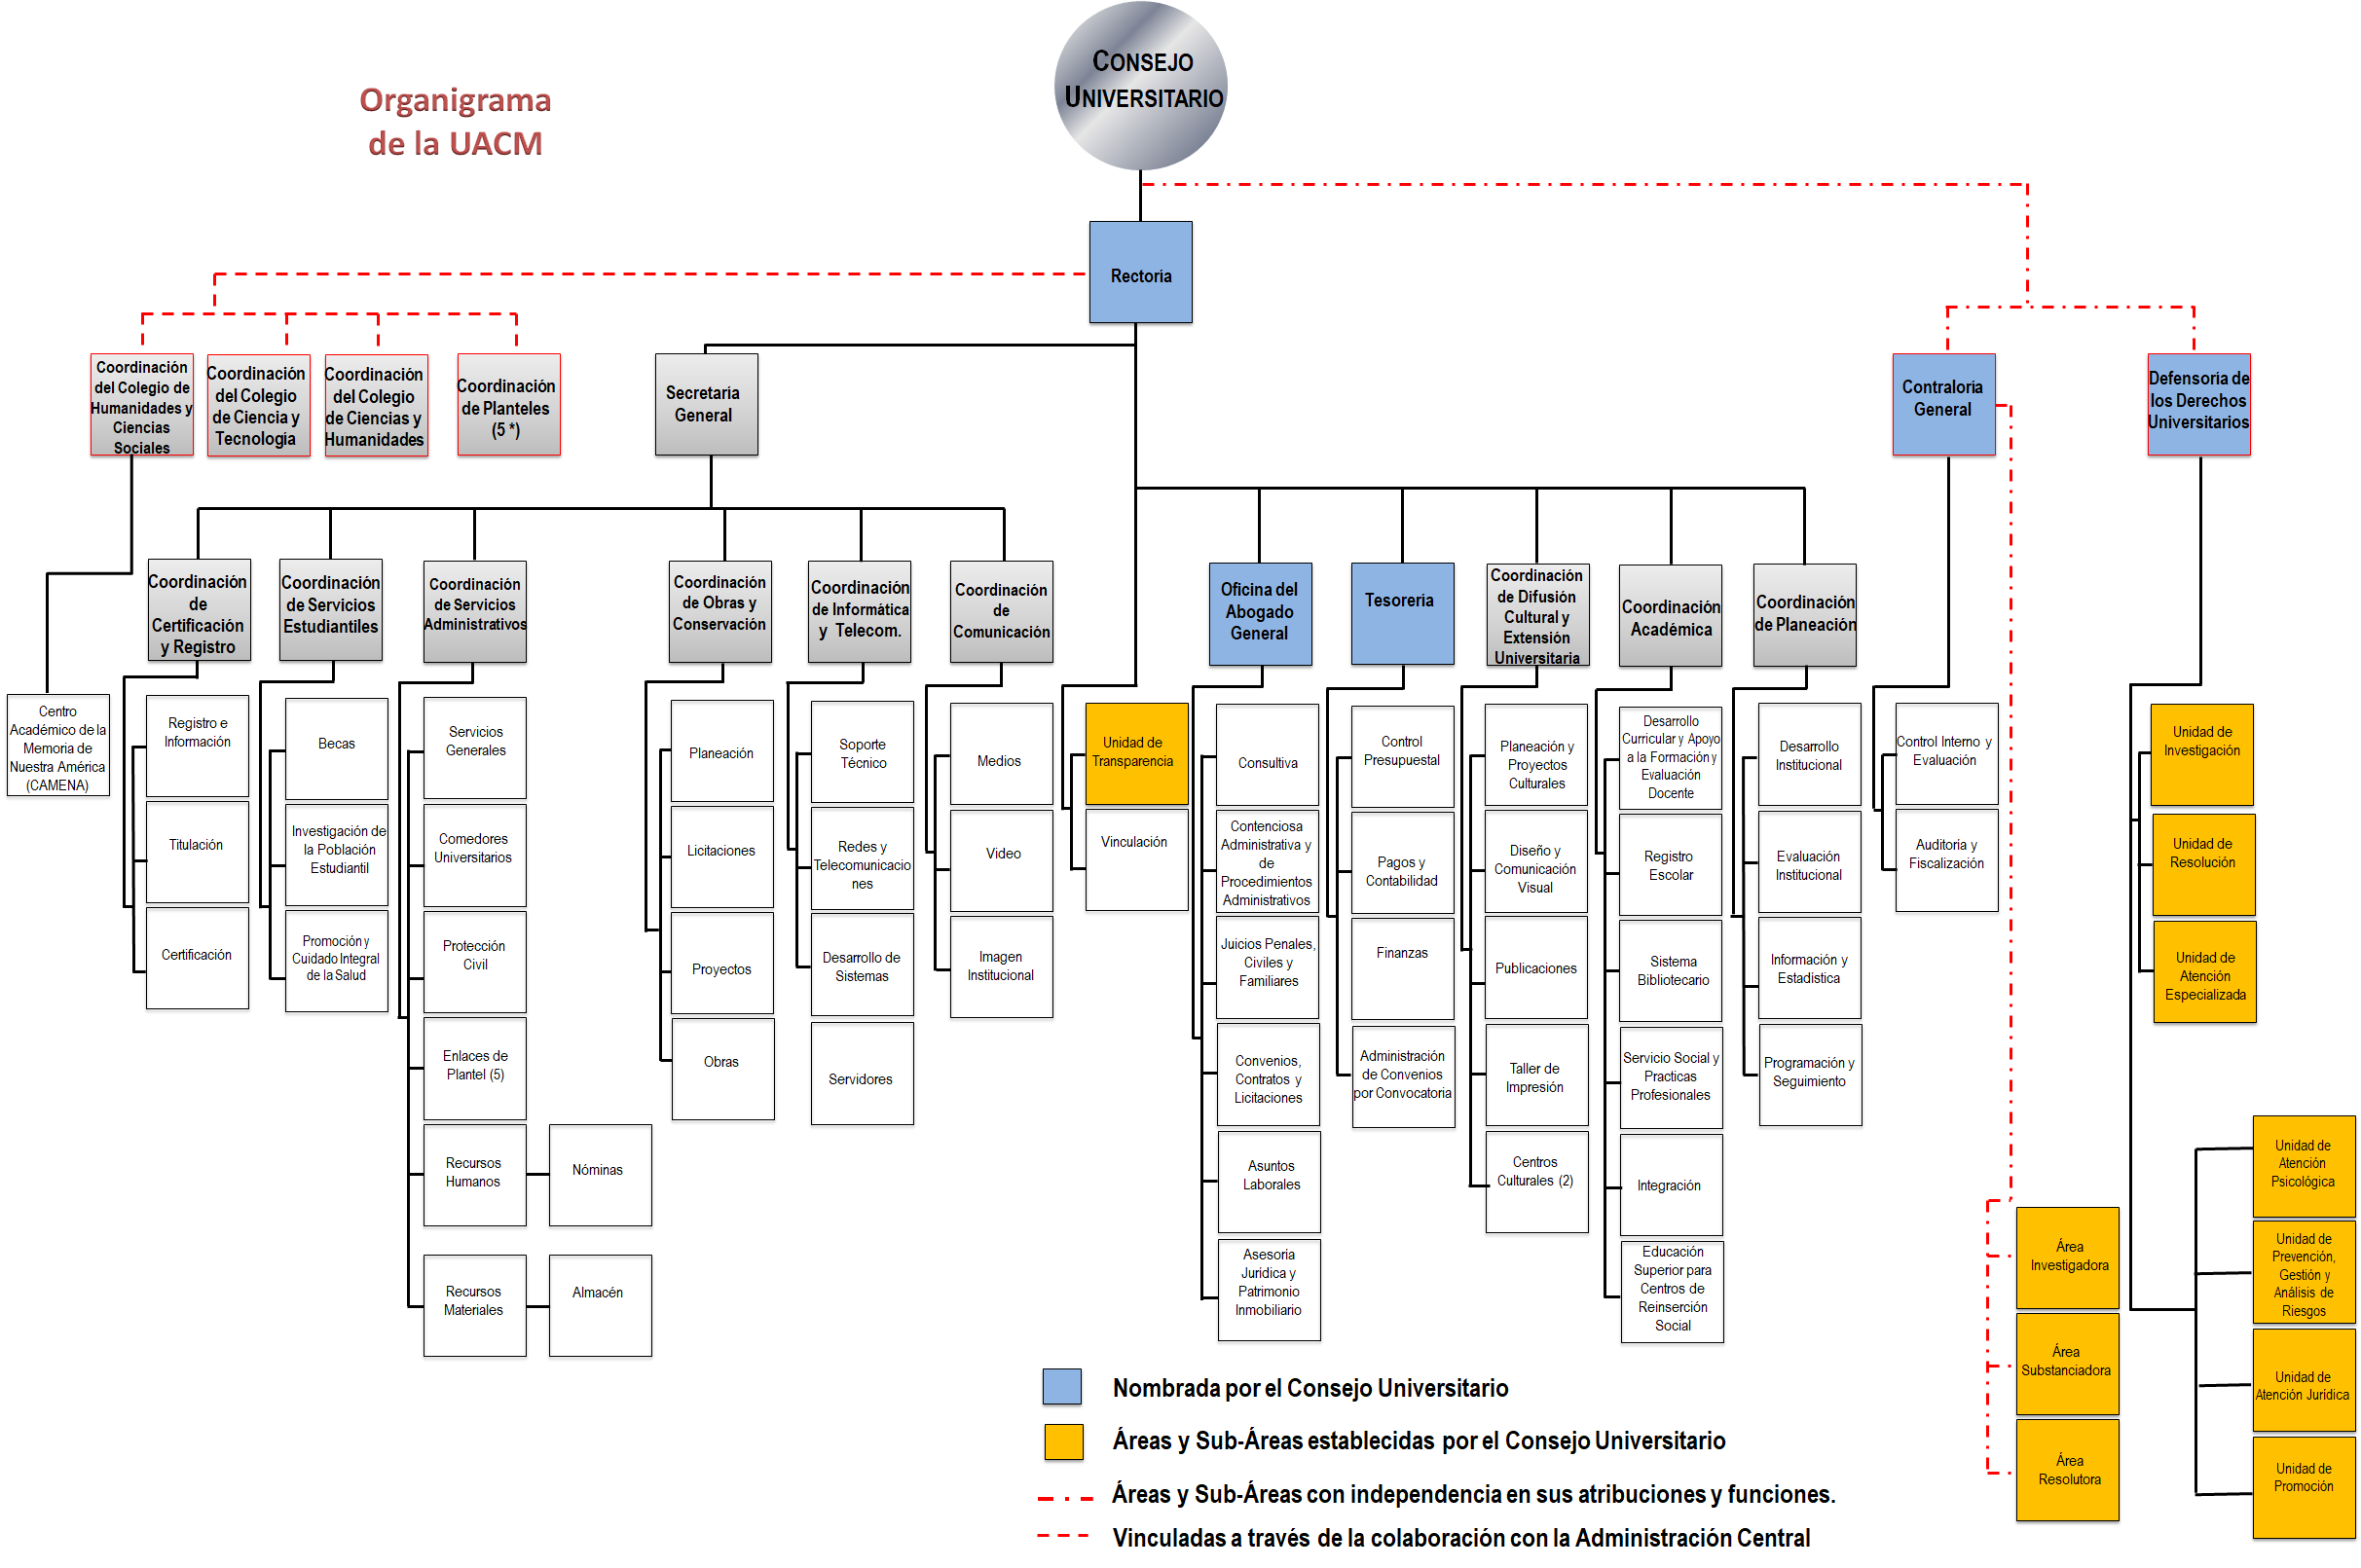 CONSEJO
UNIVERSITARIO
Organigrama
de la UACM
Rectoría
Coordinación
del Colegio de
Humanidades y
Ciencias
Sociales
Coordinación
del Colegio
de Ciencia y
Tecnología
Coordinación
del Colegio
de Ciencias y
Humanidades
Coordinación
de Planteles
(5 *)
Secretaría
General
Contraloría
General
Defensoría de
los Derechos
Universitarios
Coordinación
de
Certificación
y Registro
Coordinación
de Servicios
Estudiantiles
Coordinación
de Servicios
Administrativos
Coordinación
de Obras y
Conservación
Coordinación
de Informática
y Telecom.
Coordinación
de
Comunicación
Oficina del
Abogado
General
Tesorería
Coordinación
de Difusión
Cultural y
Extensión
Universitaria
Coordinación
Académica
Coordinación
de Planeación
Centro
Académico de la
Memoria de
Nuestra América
(CAMENA)
Registro e
Información
Titulación
Certificación
Becas
Investigación de
la Población
Estudiantil
Promoción y
Cuidado Integral
de la Salud
Servicios
Generales
Comedores
Universitarios
Protección
Civil
Enlaces de
Plantel (5)
Recursos
Humanos
Nóminas
Recursos
Materiales
Almacén
Planeación
Licitaciones
Proyectos
Obras
Soporte
Técnico
Redes y
Telecomunicacio
nes
Desarrollo de
Sistemas
Servidores
Medios
Video
Imagen
Institucional
Unidad de
Transparencia
Vinculación
Consultiva
Contenciosa
Administrativa y
de
Procedimientos
Administrativos
Juicios Penales,
Civiles y
Familiares
Convenios,
Contratos y
Licitaciones
Asuntos
Laborales
Asesoría
Jurídica y
Patrimonio
Inmobiliario
Control
Presupuestal
Pagos y
Contabilidad
Finanzas
Administración
de Convenios
por Convocatoria
Planeación y
Proyectos
Culturales
Diseño y
Comunicación
Visual
Publicaciones
Taller de
Impresión
Centros
Culturales (2)
Desarrollo
Curricular y Apoyo
a la Formación y
Evaluación
Docente
Registro
Escolar
Sistema
Bibliotecario
Servicio Social y
Practicas
Profesionales
Integración
Educación
Superior para
Centros de
Reinserción
Social
Desarrollo
Institucional
Evaluación
Institucional
Información y
Estadística
Programación y
Seguimiento
Control Interno y
Evaluación
Auditoría y
Fiscalización
Unidad de
Investigación
Unidad de
Resolución
Unidad de
Atención
Especializada
Área
Investigadora
Área
Substanciadora
Área
Resolutora
Unidad de
Atención
Psicológica
Unidad de
Prevención,
Gestión y
Análisis de
Riesgos
Unidad de
Atención Jurídica
Unidad de
Promoción
Nombrada por el Consejo Universitario
Áreas y Sub-Áreas establecidas por el Consejo Universitario
Áreas y Sub-Áreas con independencia en sus atribuciones y funciones.
Vinculadas a través de la colaboración con la Administración Central